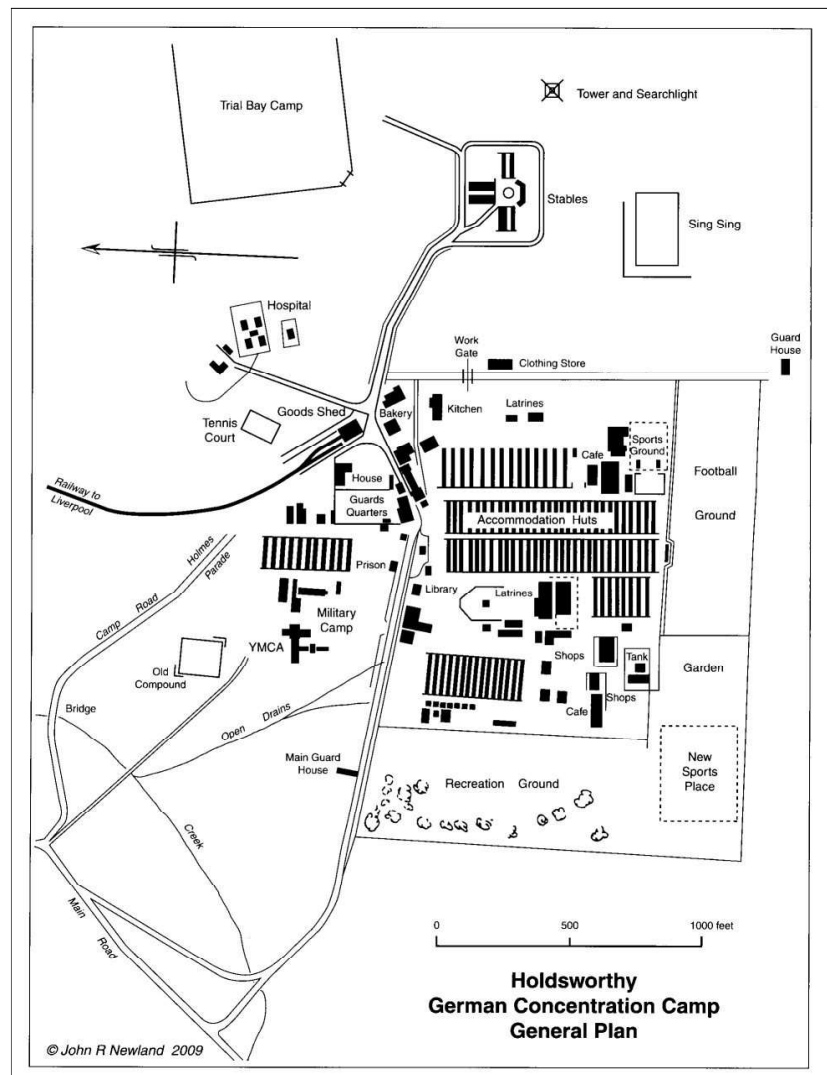 Trial Bay Camp
Tower and Searchlight
Stables
Sing Sing
Hospital
Work
Gate
Clothing Store
Guard
House
Goods Shed
Bakery
Kitchen
Latrines
Tennis
Court
Cafe
Sports
Ground
Football
Ground
House
Guards
Quarters
Railway to
Liverpool
Accommodation Huts
Holmes
Parade
Camp Road
Prison
Library
Latrines
Military
Camp
YMCA
Old
Compound
Shops
Tank
Garden
Bridge
Open Drains
Cafe
Shops
Main Guard
House
Recreation Ground
New
Sports
Place
Creek
Main
Road
0 500 1000 feet
Holdsworthy
German Concentration Camp
General Plan
© John R Newland 2009